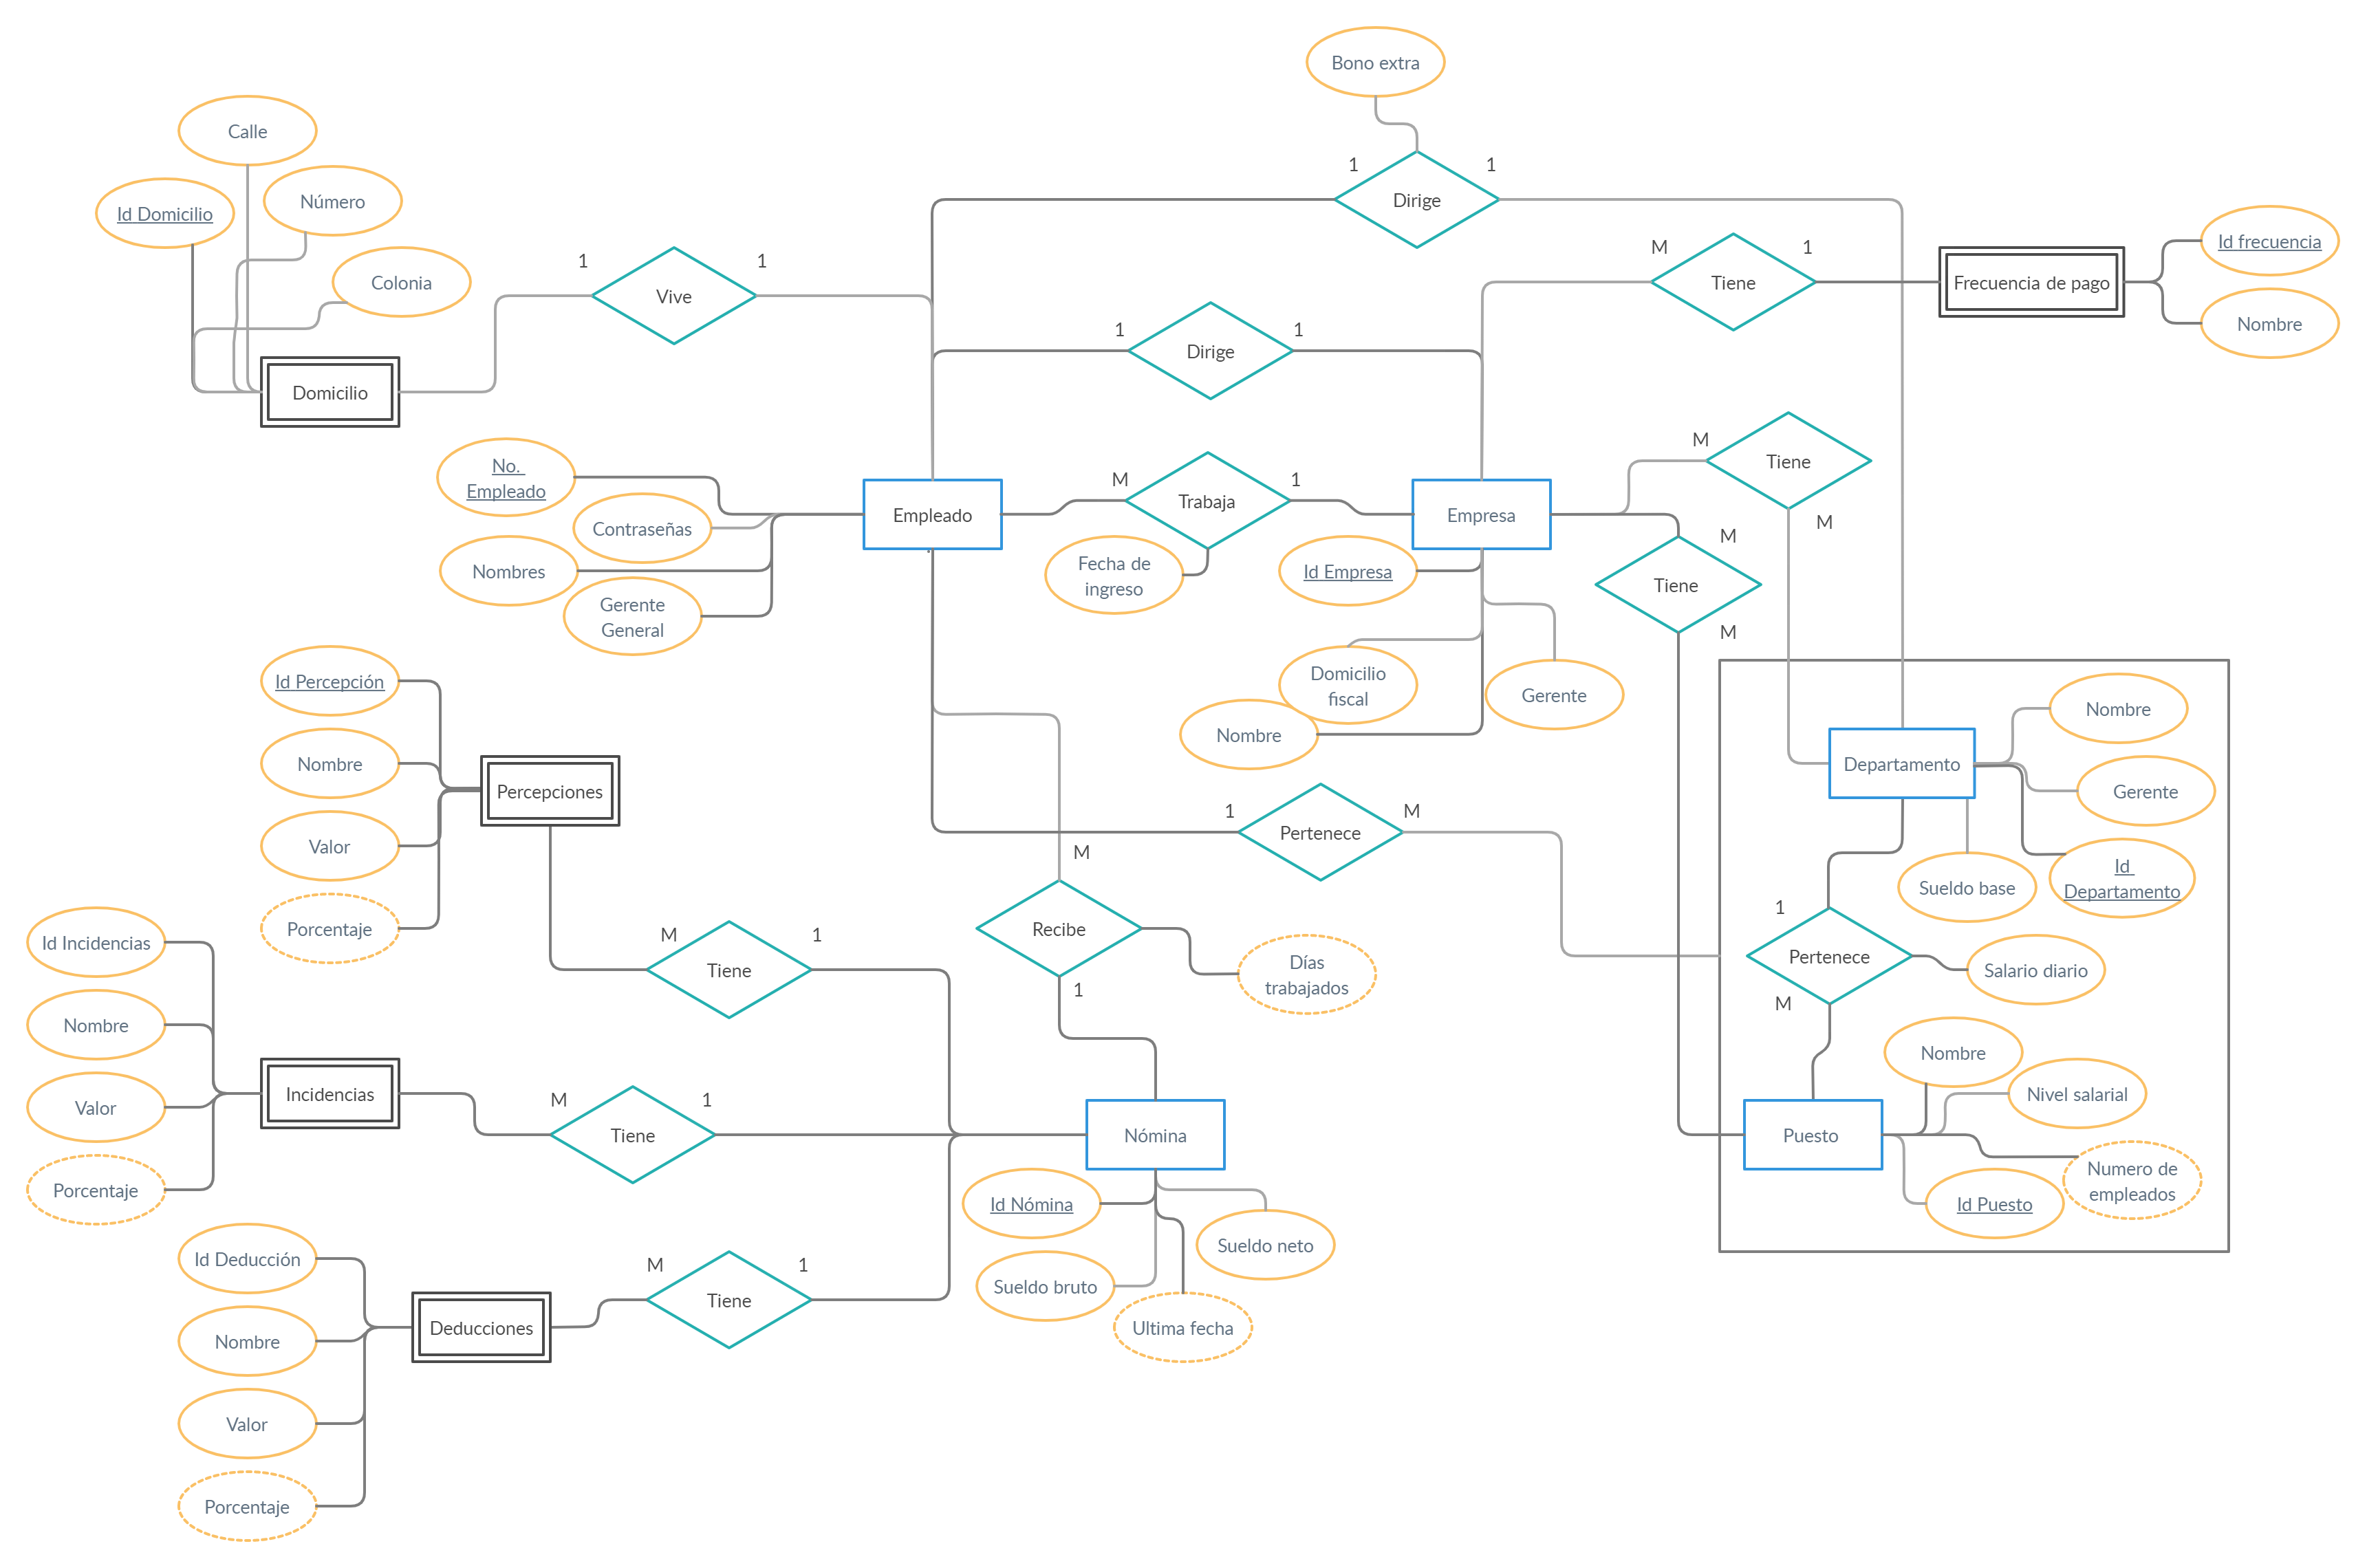 Bono extra
Calle
Id Domicilio
Número
Colonia
1
Dirige
1
M
Tiene
1
Frecuencia de pago
Id frecuencia
Nombre
1
Vive
1
Domicilio
1
Dirige
1
No.
Empleado
Contraseñas
Nombres
Gerente
General
Empleado
M
Trabaja
1
Fecha de
ingreso
Empresa
Id Empresa
Domicilio
fiscal
Nombre
Gerente
M
Tiene
M
M
Tiene
M
Id Percepción
Nombre
Valor
Porcentaje
Percepciones
1
Pertenece
M
Departamento
Nombre
Gerente
Id
Departamento
Sueldo base
M
Recibe
1
Días
trabajados
1
Pertenece
M
Salario diario
M
Tiene
1
Id Incidencias
Nombre
Valor
Porcentaje
Incidencias
M
Tiene
1
Nómina
Id Nómina
Sueldo neto
Sueldo bruto
Ultima fecha
Puesto
Nombre
Nivel salarial
Numero de
empleados
Id Puesto
Id Deducción
Nombre
Valor
Porcentaje
Deducciones
M
Tiene
1